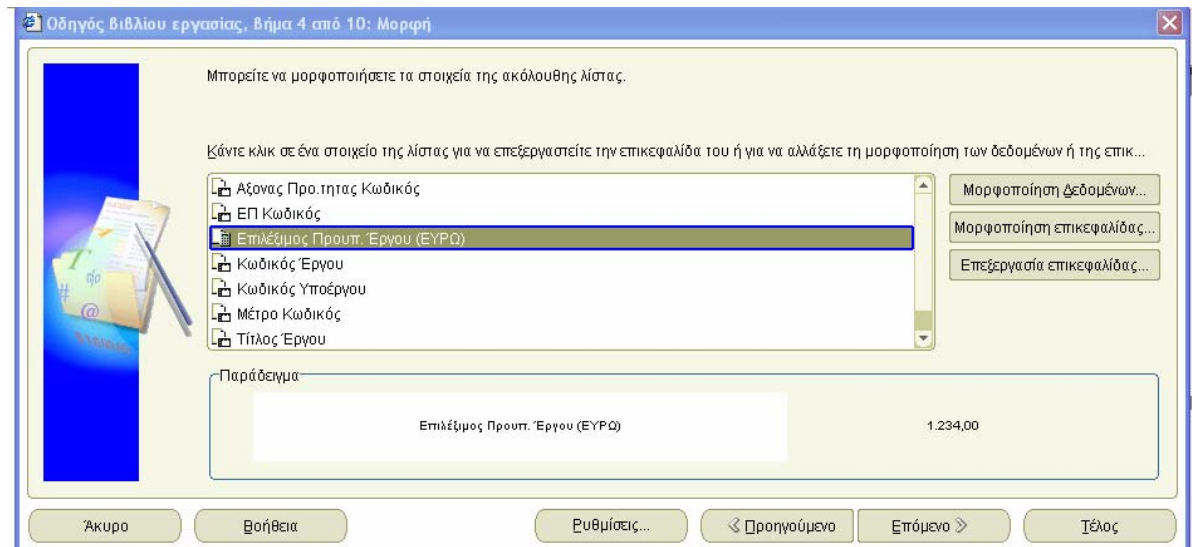 Οδηγός βιβλίου εργασίας, Βήμα 4 από 10: Μορφή
Μπορείτε να μορφοποιήσετε τα στοιχεία της ακόλουθης λίστας.
Κάντε κλικ σε ένα στοιχείο της λίστας για να επεξεργαστείτε την επικεφαλίδα του ή για να αλλάξετε τη μορφοποίηση των δεδομένων ή της επικ...
Αξονας Προ.τητας Κωδικός
ΕΠ Κωδικός
Επιλέξιμος Προυπ. Έργου (ΕΥΡΩ)
Κωδικός Έργου
Κωδικός Υποέργου
Μέτρο Κωδικός
Τίτλος Έργου
Μορφοποίηση Δεδομένων...
Μορφοποίηση επικεφαλίδας...
Επεξεργασία επικεφαλίδας...
Παράδειγμα
Επιλέξιμος Προυπ. Έργου (ΕΥΡΩ) 1.234,00
Άκυρο Βοήθεια Ρυθμίσεις... Προηγούμενο Επόμενο Τέλος